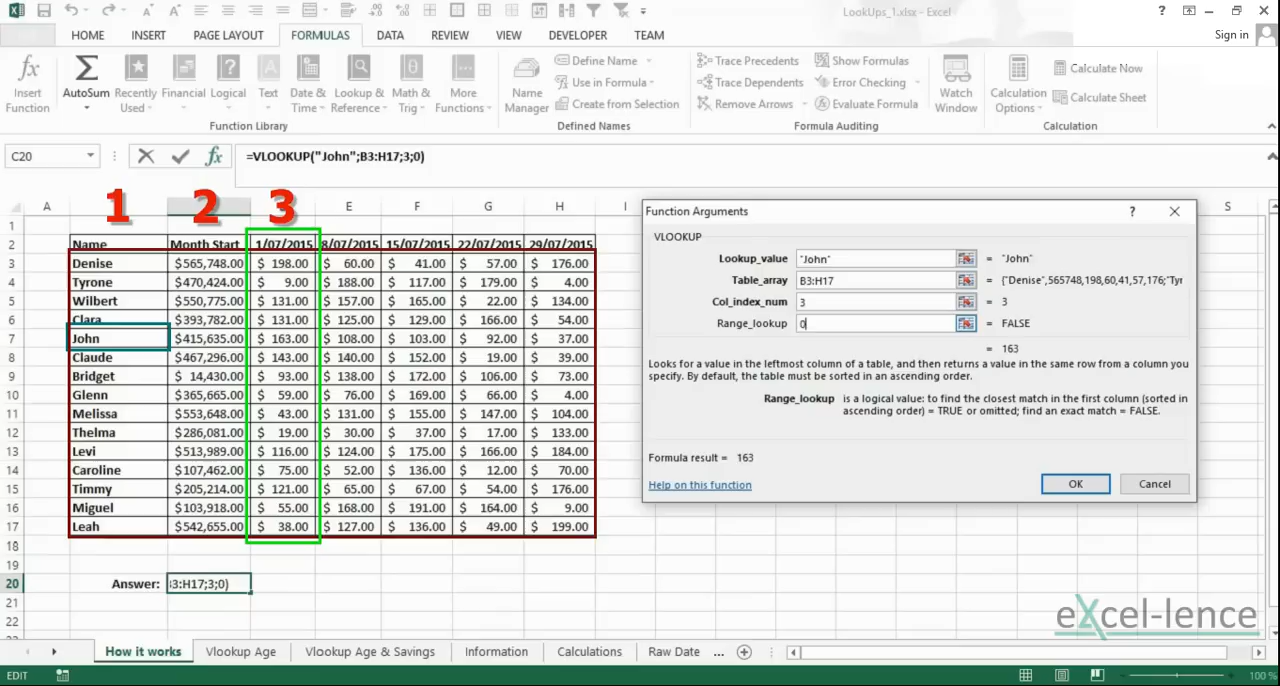 LookUps_1.xlsx - Excel
HOME INSERT PAGE LAYOUT FORMULAS DATA REVIEW VIEW DEVELOPER TEAM Sign in
Insert Function
AutoSum
Recently Used
Financial
Logical
Text
Date & Time
Lookup & Reference
Math & Trig
More Functions
Function Library
Name Manager
Define Name
Use in Formula
Create from Selection
Defined Names
Trace Precedents
Trace Dependents
Remove Arrows
Show Formulas
Error Checking
Evaluate Formula
Formula Auditing
Watch Window
Calculation Options
Calculate Now
Calculate Sheet
Calculation
C20 fx =VLOOKUP("John";B3:H17;3;0)
1 2 3
A E F G H I S
1
2 Name Month Start 1/07/2015 8/07/2015 15/07/2015 22/07/2015 29/07/2015
3 Denise $565,748.00 $ 198.00 $ 60.00 $ 41.00 $ 57.00 $ 176.00
4 Tyrone $470,424.00 $ 9.00 $ 188.00 $ 117.00 $ 179.00 $ 4.00
5 Wilbert $550,775.00 $ 131.00 $ 157.00 $ 165.00 $ 22.00 $ 134.00
6 Clara $393,782.00 $ 131.00 $ 125.00 $ 129.00 $ 166.00 $ 54.00
7 John $415,635.00 $ 163.00 $ 108.00 $ 103.00 $ 92.00 $ 37.00
8 Claude $467,296.00 $ 143.00 $ 140.00 $ 152.00 $ 19.00 $ 39.00
9 Bridget $ 14,430.00 $ 93.00 $ 138.00 $ 172.00 $ 106.00 $ 73.00
10 Glenn $365,665.00 $ 59.00 $ 76.00 $ 169.00 $ 66.00 $ 4.00
11 Melissa $553,648.00 $ 43.00 $ 131.00 $ 155.00 $ 147.00 $ 104.00
12 Thelma $286,081.00 $ 19.00 $ 30.00 $ 37.00 $ 17.00 $ 133.00
13 Levi $513,989.00 $ 116.00 $ 124.00 $ 175.00 $ 166.00 $ 184.00
14 Caroline $107,462.00 $ 75.00 $ 52.00 $ 136.00 $ 12.00 $ 70.00
15 Timmy $205,214.00 $ 121.00 $ 65.00 $ 67.00 $ 54.00 $ 176.00
16 Miguel $103,918.00 $ 55.00 $ 168.00 $ 191.00 $ 164.00 $ 9.00
17 Leah $542,655.00 $ 38.00 $ 127.00 $ 136.00 $ 49.00 $ 199.00
18
19
20 Answer: B3:H17;3;0)
21
22
Function Arguments ?
VLOOKUP
Lookup_value "John" = "John"
Table_array B3:H17 = {"Denise",565748,198,60,41,57,176;"Tyr
Col_index_num 3 = 3
Range_lookup 0 = FALSE
= 163
Looks for a value in the leftmost column of a table, and then returns a value in the same row from a column you
specify. By default, the table must be sorted in an ascending order.
Range_lookup is a logical value: to find the closest match in the first column (sorted in
ascending order) = TRUE or omitted; find an exact match = FALSE.
Formula result = 163
Help on this function
OK Cancel
eXcel-lence
How it works Vlookup Age Vlookup Age & Savings Information Calculations Raw Date ...
EDIT 100 %